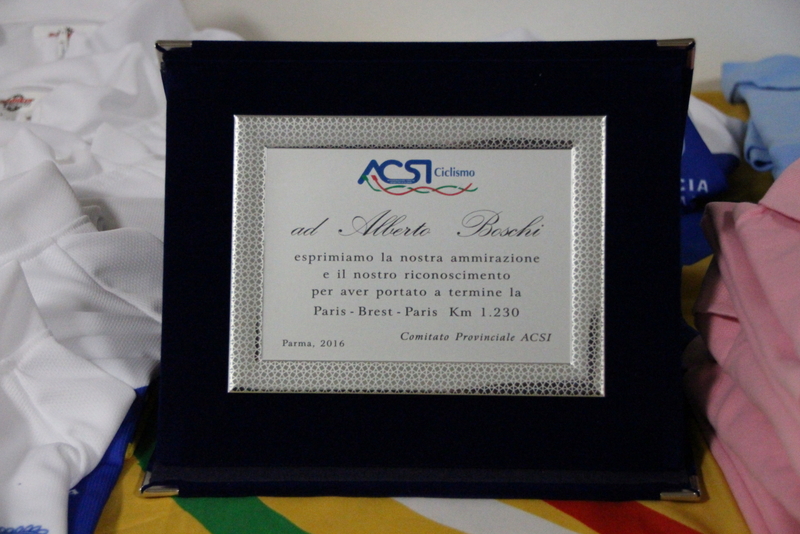 ACSI Ciclismo
ad Alberto Boschi
esprimiamo la nostra ammirazione
e il nostro riconoscimento
per aver portato a termine la
Paris - Brest - Paris Km 1.230
Parma, 2016
Comitato Provinciale ACSI
CIA